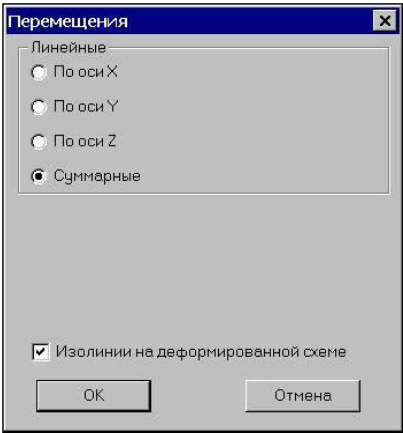 Перемещения
Линейные
По оси X
По оси Y
По оси Z
Суммарные
Изолинии на деформированной схеме
OK
Отмена